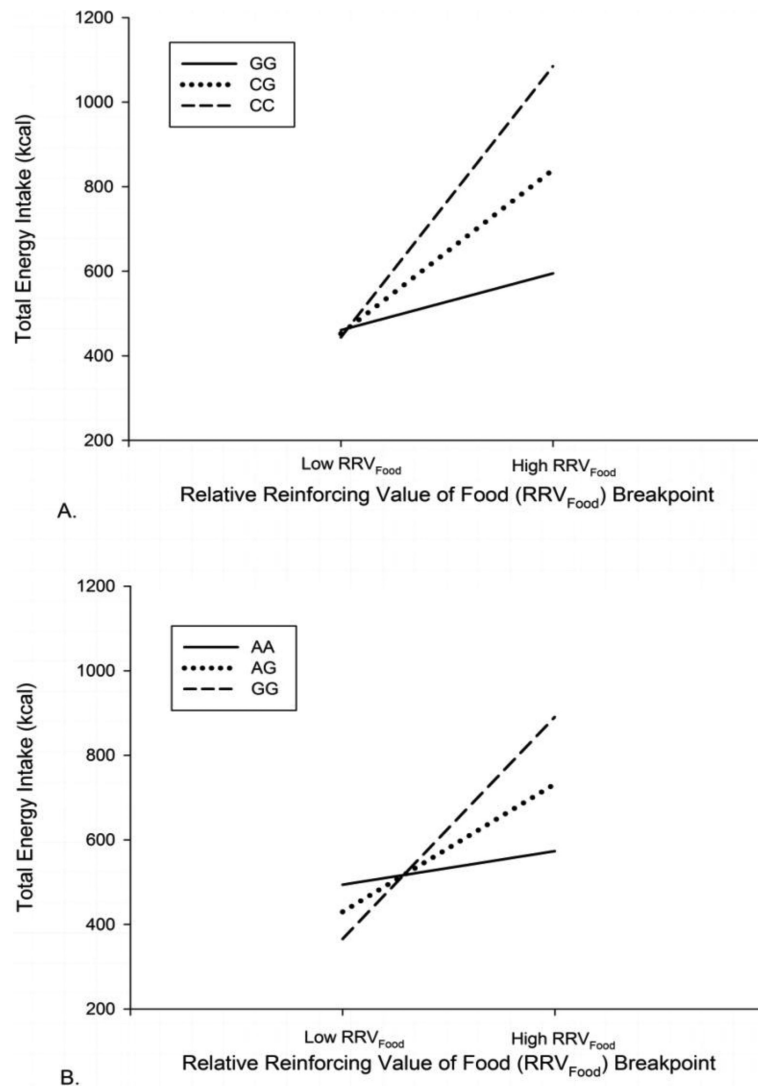 1200
1000
800
600
400
200
Total Energy Intake (kcal)
GG
CG
CC
Low RRVFood
High RRVFood
Relative Reinforcing Value of Food (RRVFood) Breakpoint
A.
1200
1000
800
600
400
200
Total Energy Intake (kcal)
AA
AG
GG
Low RRVFood
High RRVFood
Relative Reinforcing Value of Food (RRVFood) Breakpoint
B.